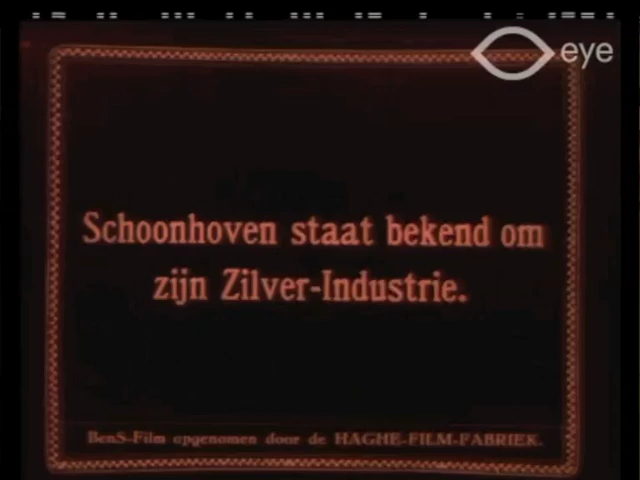 eye
Schoonhoven staat bekend om
zijn Zilver-Industrie.
BenS-Film opgenomen door de HAGHE-FILM-FABRIEK.